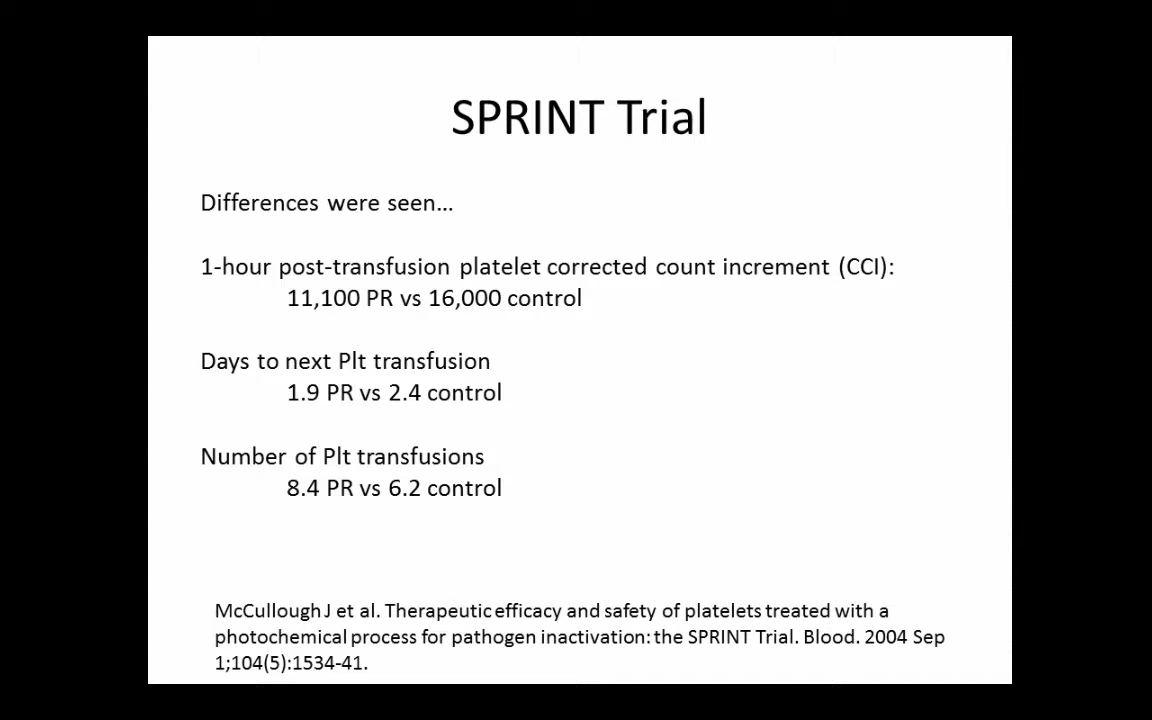 SPRINT Trial
Differences were seen...
1-hour post-transfusion platelet corrected count increment (CCI):
11,100 PR vs 16,000 control
Days to next Plt transfusion
1.9 PR vs 2.4 control
Number of Plt transfusions
8.4 PR vs 6.2 control
McCullough J et al. Therapeutic efficacy and safety of platelets treated with a
photochemical process for pathogen inactivation: the SPRINT Trial. Blood. 2004 Sep
1;104(5):1534-41.